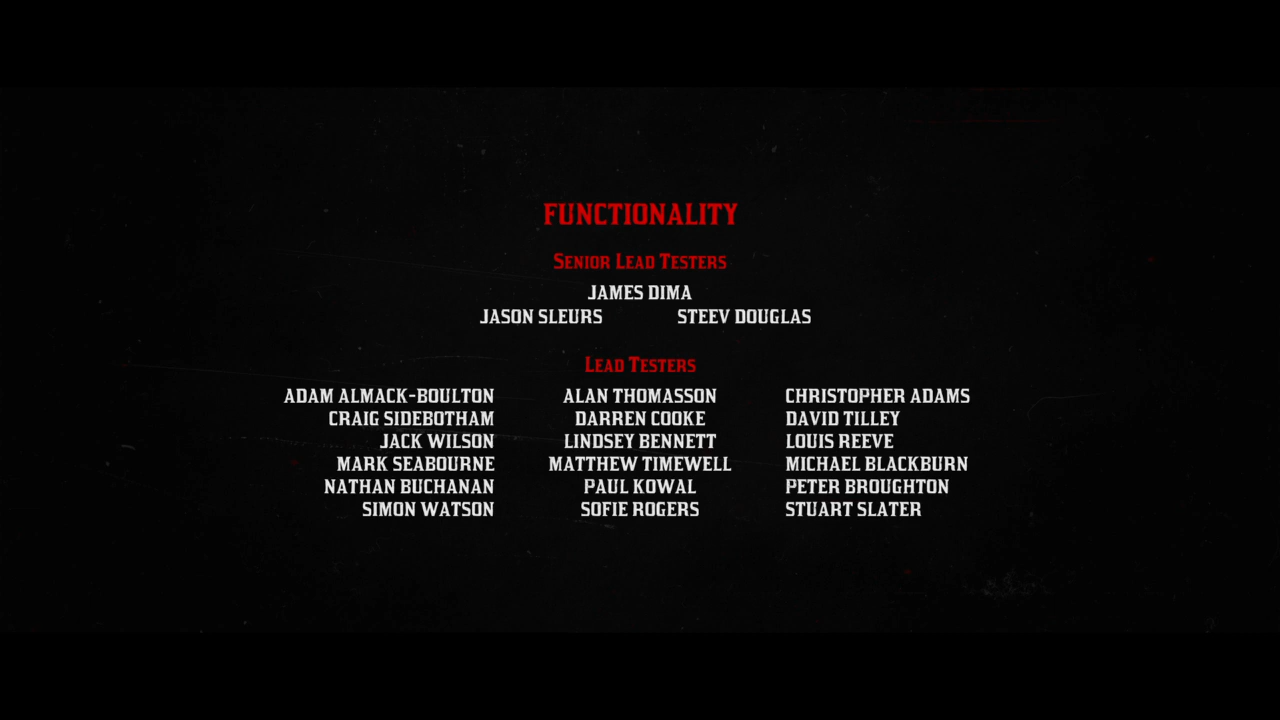 FUNCTIONALITY
SENIOR LEAD TESTERS
JAMES DIMA
JASON SLEURS STEEV DOUGLAS
LEAD TESTERS
ADAM ALMACK-BOULTON ALAN THOMASSON CHRISTOPHER ADAMS
CRAIG SIDEBOTHAM DARREN COOKE DAVID TILLEY
JACK WILSON LINDSEY BENNETT LOUIS REEVE
MARK SEABOURNE MATTHEW TIMEWELL MICHAEL BLACKBURN
NATHAN BUCHANAN PAUL KOWAL PETER BROUGHTON
SIMON WATSON SOFIE ROGERS STUART SLATER